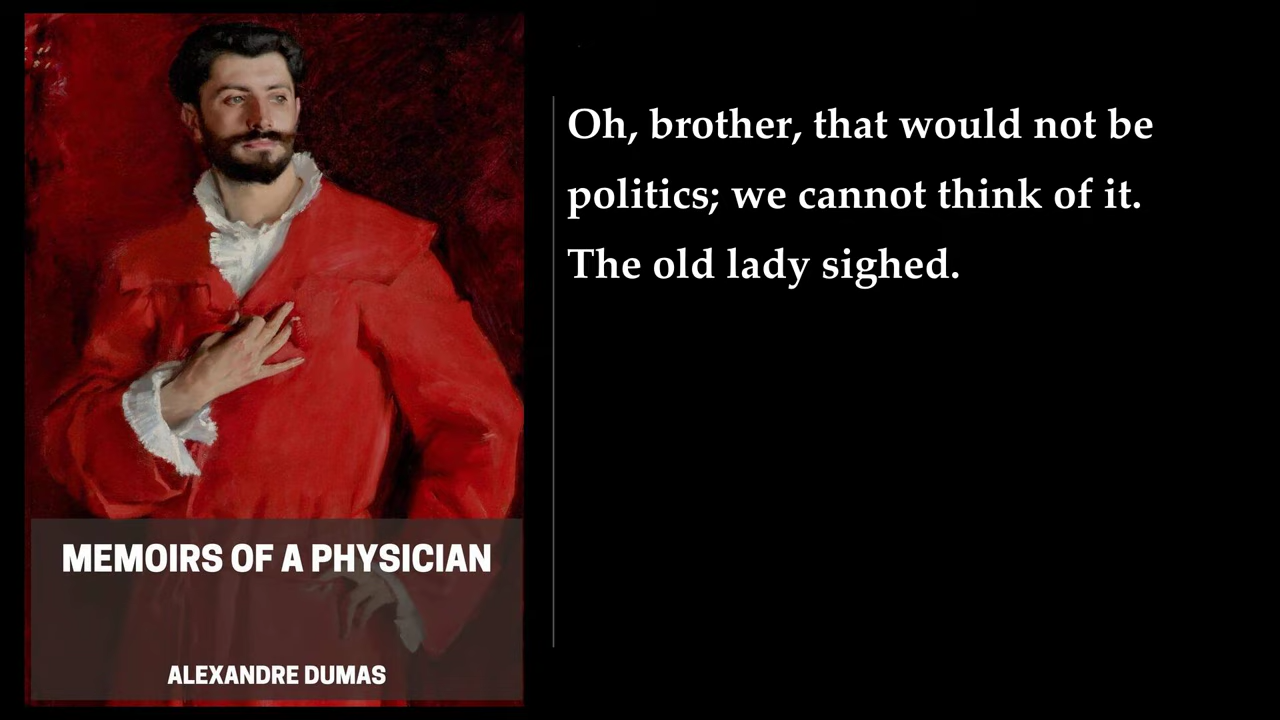 Oh, brother, that would not be
politics; we cannot think of it.
The old lady sighed.
MEMOIRS OF A PHYSICIAN
ALEXANDRE DUMAS